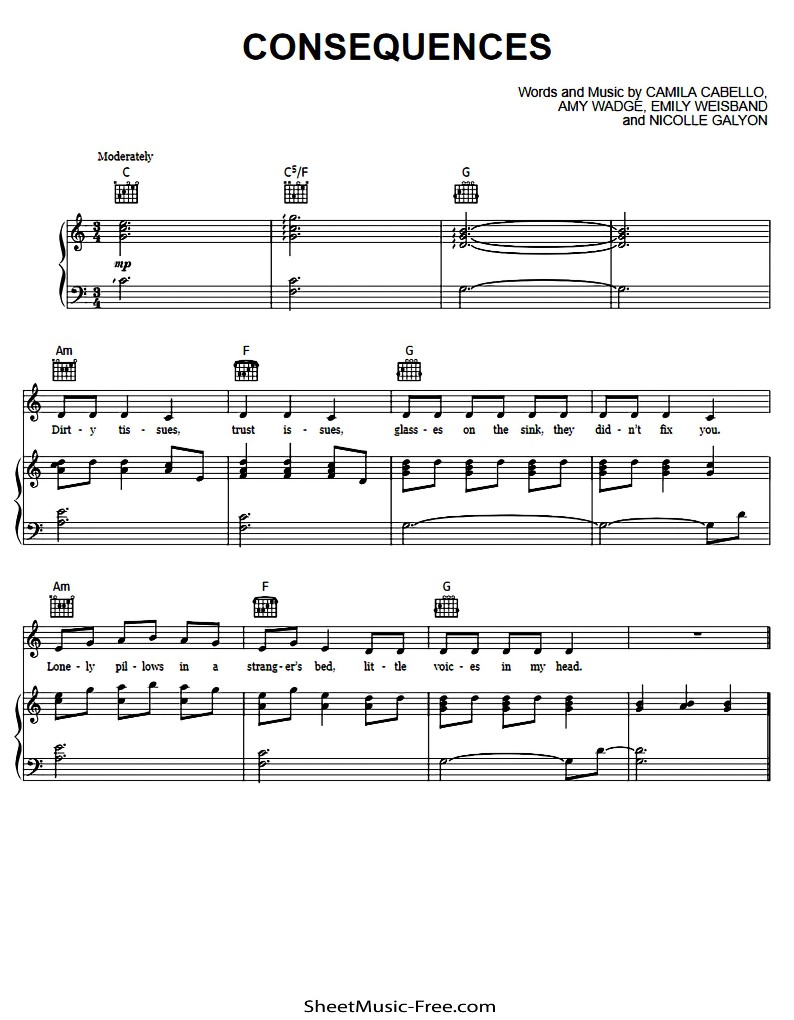 CONSEQUENCES
Words and Music by CAMILA CABELLO,
AMY WADGE, EMILY WEISBAND
and NICOLLE GALYON
Moderately
C C5/F G
mp
Am F G
Dirt - y tis - sues, trust is - sues, glass - es on the sink, they did - n't fix you.
Am F G
Lone - ly pil - lows in a strang - er's bed, lit - tle voic - es in my head.
SheetMusic-Free.com